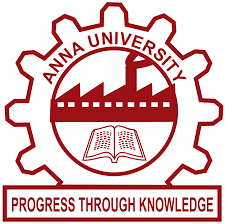 ANNA UNIVERSITY
PROGRESS THROUGH KNOWLEDGE